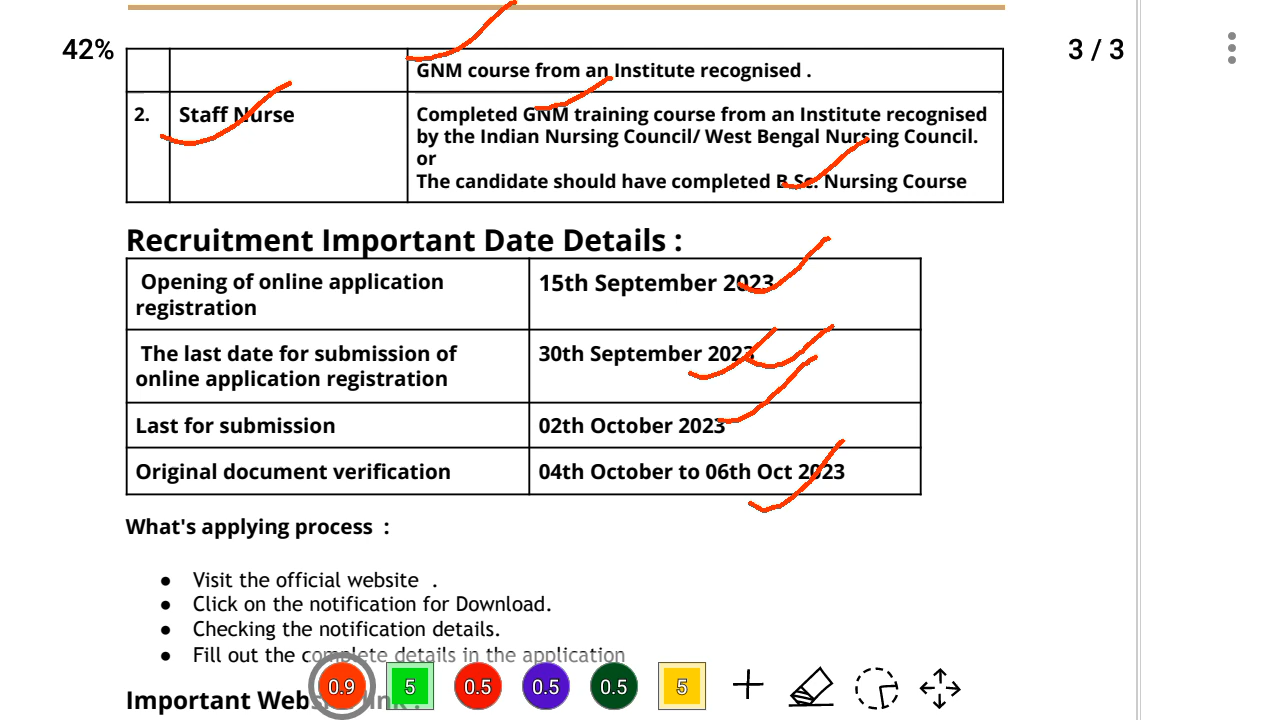 42%
3 / 3
GNM course from an Institute recognised .
2. Staff Nurse
Completed GNM training course from an Institute recognised
by the Indian Nursing Council/ West Bengal Nursing Council.
or
The candidate should have completed B.Sc. Nursing Course
Recruitment Important Date Details :
Opening of online application
registration
15th September 2023
The last date for submission of
online application registration
30th September 2023
Last for submission
02th October 2023
Original document verification
04th October to 06th Oct 2023
What's applying process :
● Visit the official website .
● Click on the notification for Download.
● Checking the notification details.
● Fill out the complete details in the application
Important Website link :
0.9 5 0.5 0.5 0.5 5